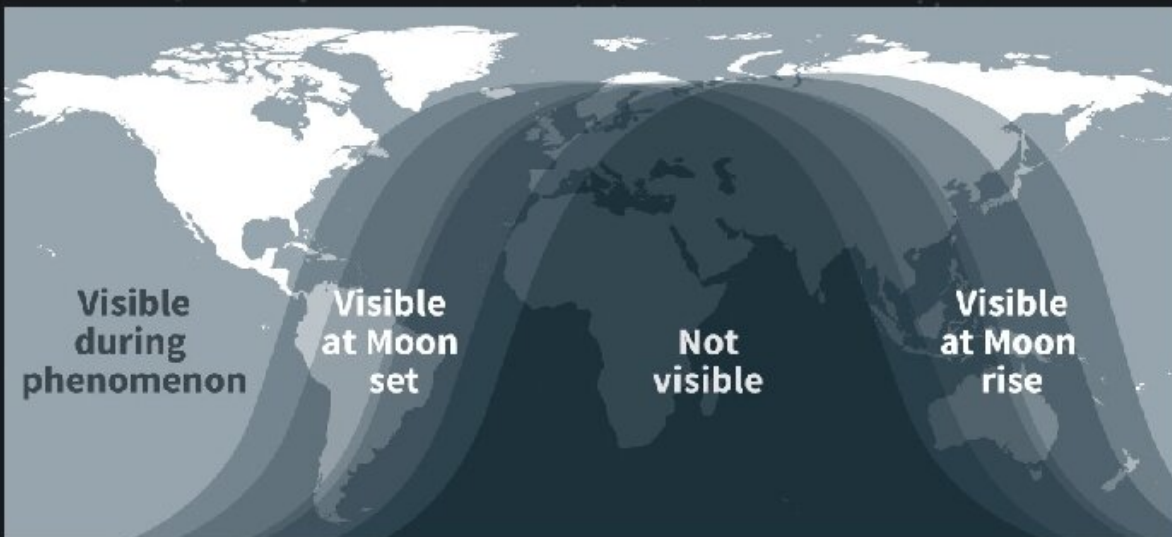 Visible
during
phenomenon
Visible
at Moon
set
Not
visible
Visible
at Moon
rise